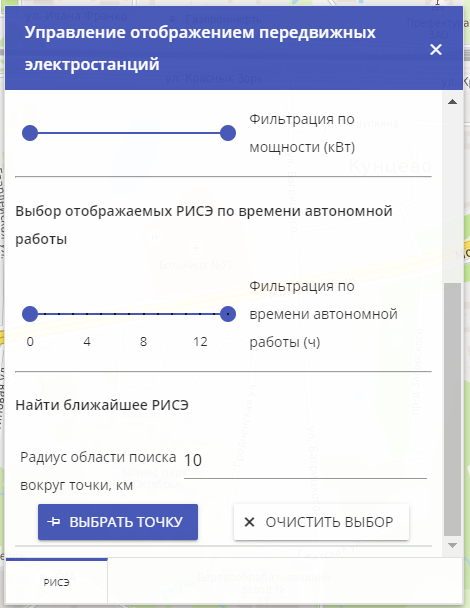 Управление отображением передвижных
электростанций
Фильтрация по
мощности (кВт)
Кунцево
Выбор отображаемых РИСЭ по времени автономной
работы
Фильтрация по
времени автономной
работы (ч)
0 4 8 12
Найти ближайшее РИСЭ
Радиус области поиска
вокруг точки, км
10
ВЫБРАТЬ ТОЧКУ
ОЧИСТИТЬ ВЫБОР
РИСЭ